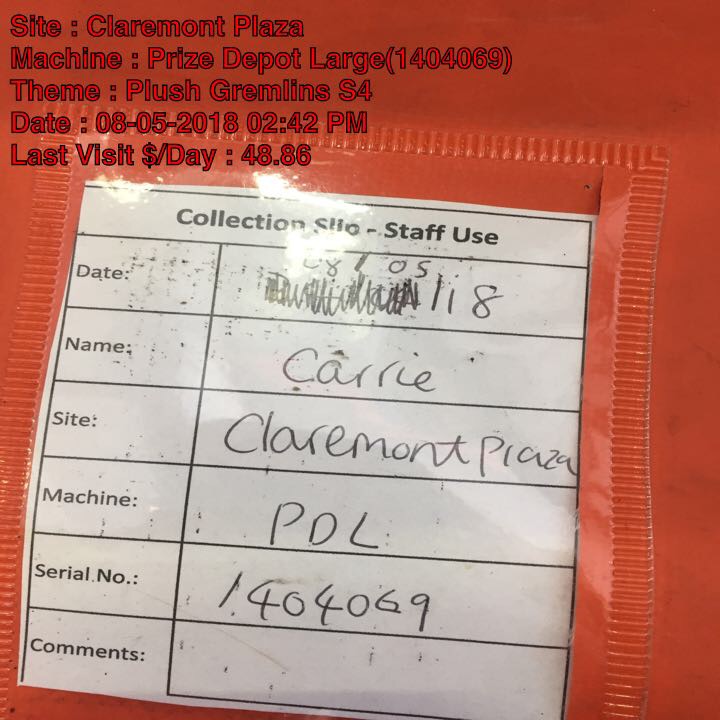 Site : Claremont Plaza
Machine : Prize Depot Large(1404069)
Theme : Plush Gremlins S4
Date : 08-05-2018 02:42 PM
Last Visit $/Day : 48.86
Collection Slip - Staff Use
Date: 08/05/18
Name: Carrie
Site: Claremont Plaza
Machine: PDL
Serial No.: 1404069
Comments: